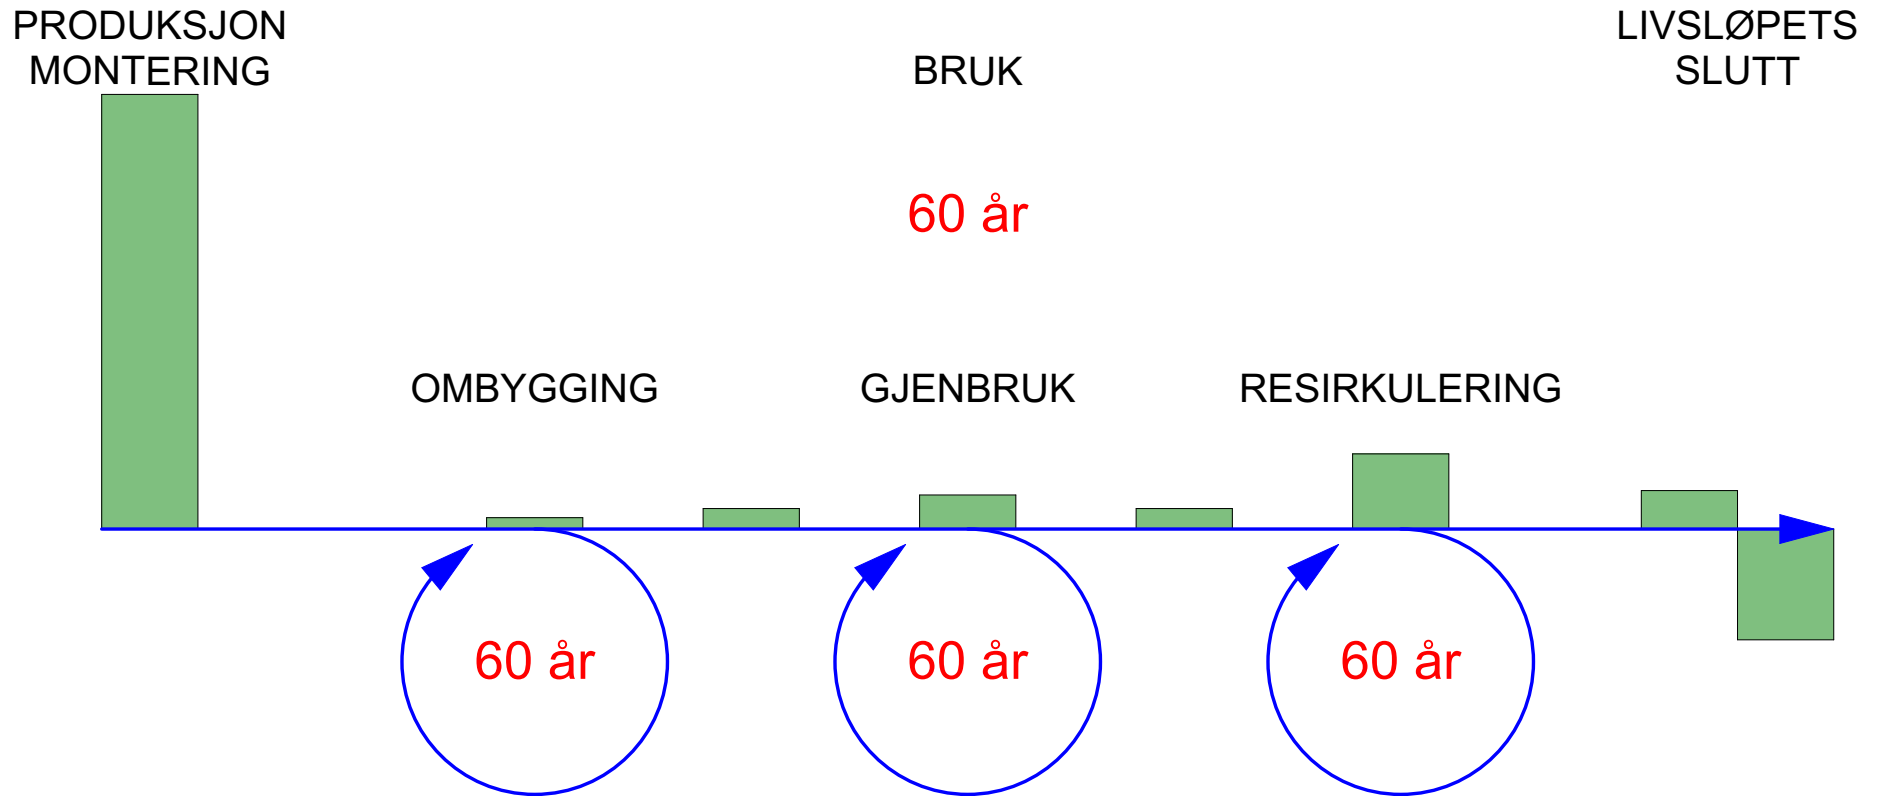 PRODUKSJON
MONTERING
BRUK
LIVSLØPETS
SLUTT
60 år
OMBYGGING
GJENBRUK
RESIRKULERING
60 år
60 år
60 år